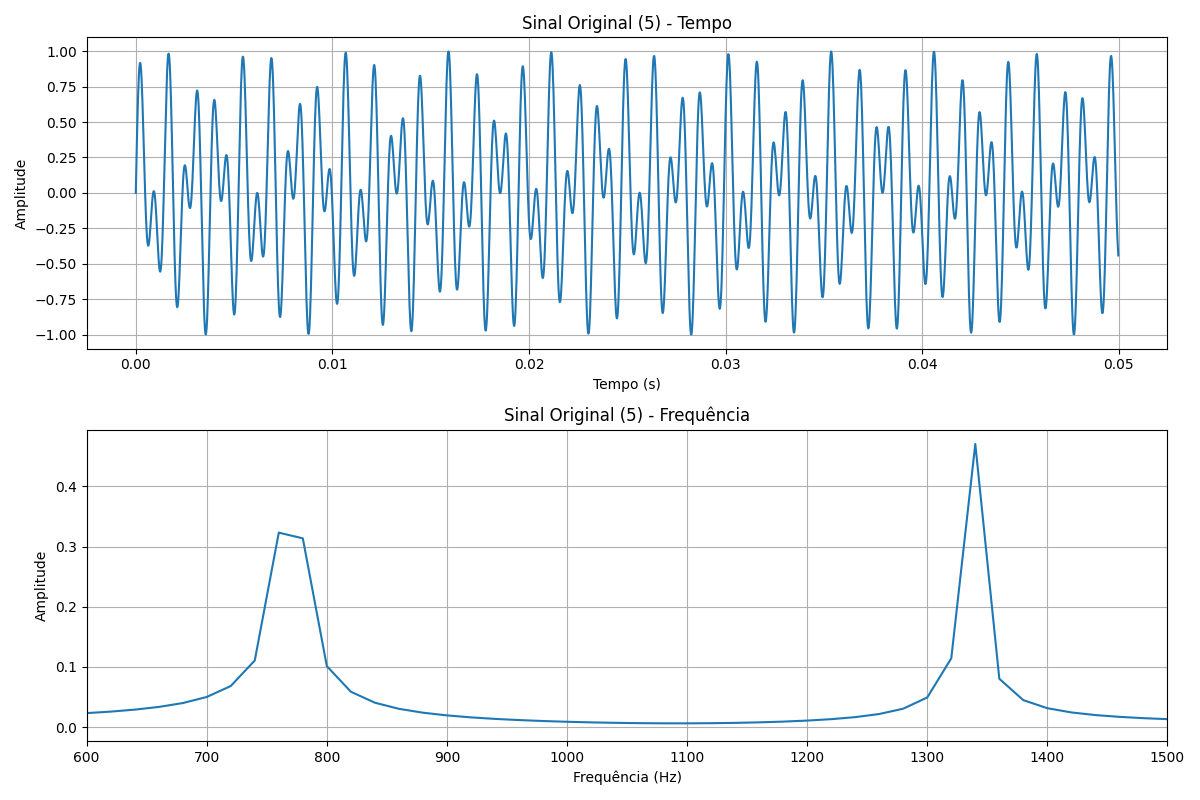 Sinal Original (5) - Tempo
1.00
0.75
0.50
0.25
0.00
−0.25
−0.50
−0.75
−1.00
Amplitude
0.00 0.01 0.02 0.03 0.04 0.05
Tempo (s)
Sinal Original (5) - Frequência
0.4
0.3
0.2
0.1
0.0
Amplitude
600 700 800 900 1000 1100 1200 1300 1400 1500
Frequência (Hz)